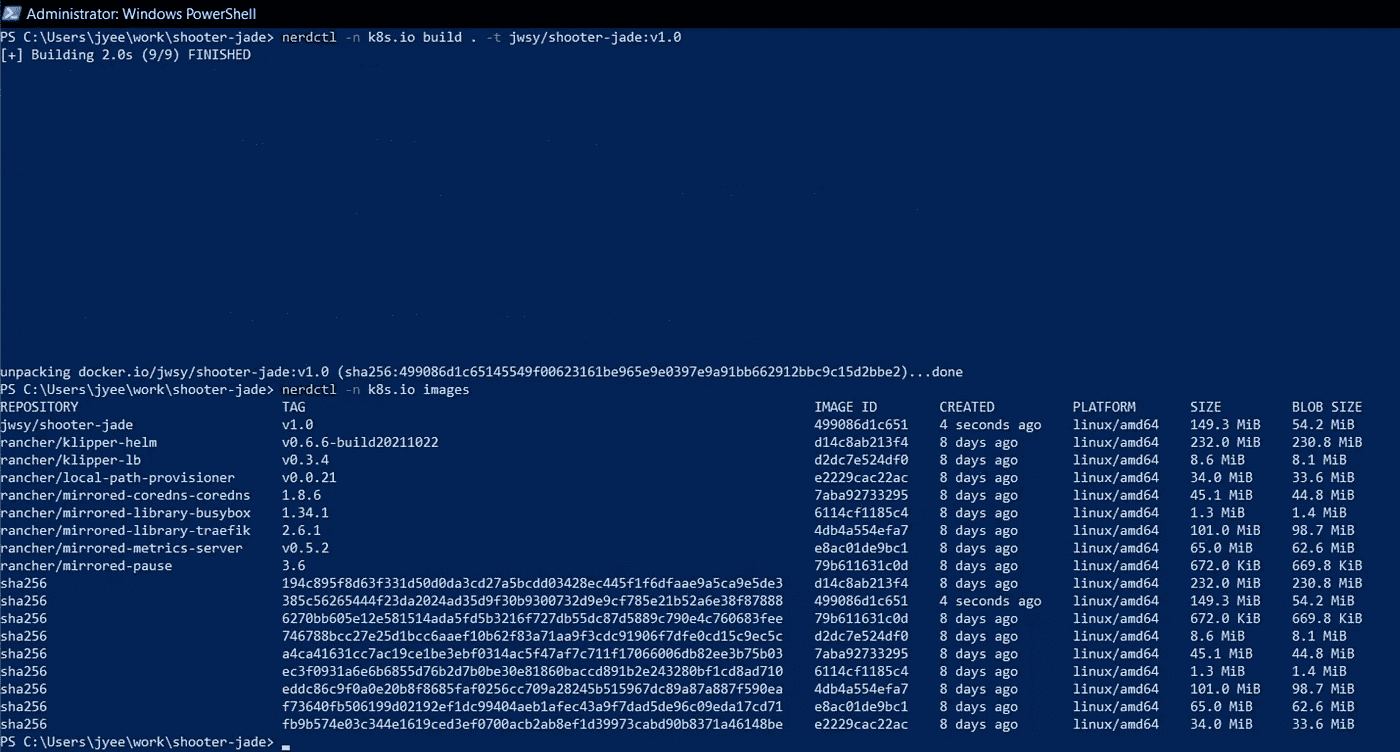 Administrator: Windows PowerShell
PS C:\Users\jyee\work\shooter-jade> nerdctl -n k8s.io build . -t jwsy/shooter-jade:v1.0
[+] Building 2.0s (9/9) FINISHED
unpacking docker.io/jwsy/shooter-jade:v1.0 (sha256:499086d1c65145549f00623161be965e9e0397e9a91bb662912bbc9c15d2bbe2)...done
PS C:\Users\jyee\work\shooter-jade> nerdctl -n k8s.io images
REPOSITORY TAG IMAGE ID CREATED PLATFORM SIZE BLOB SIZE
jwsy/shooter-jade v1.0 499086d1c651 4 seconds ago linux/amd64 149.3 MiB 54.2 MiB
rancher/klipper-helm v0.6.6-build20211022 d14c8ab213f4 8 days ago linux/amd64 232.0 MiB 230.8 MiB
rancher/klipper-lb v0.3.4 d2dc7e524df0 8 days ago linux/amd64 8.6 MiB 8.1 MiB
rancher/local-path-provisioner v0.0.21 e2229cac22ac 8 days ago linux/amd64 34.0 MiB 33.6 MiB
rancher/mirrored-coredns-coredns 1.8.6 7aba92733295 8 days ago linux/amd64 45.1 MiB 44.8 MiB
rancher/mirrored-library-busybox 1.34.1 6114cf1185c4 8 days ago linux/amd64 1.3 MiB 1.4 MiB
rancher/mirrored-library-traefik 2.6.1 4db4a554efa7 8 days ago linux/amd64 101.0 MiB 98.7 MiB
rancher/mirrored-metrics-server v0.5.2 e8ac01de9bc1 8 days ago linux/amd64 65.0 MiB 62.6 MiB
rancher/mirrored-pause 3.6 79b611631c0d 8 days ago linux/amd64 672.0 KiB 669.8 KiB
sha256 194c895f8d63f331d50d0da3cd27a5bcdd03428ec445f1f6dfaae9a5ca9e5de3 d14c8ab213f4 8 days ago linux/amd64 232.0 MiB 230.8 MiB
sha256 385c56265444f23da2024ad35d9f30b9300732d9e9cf785e21b52a6e38f87888 499086d1c651 4 seconds ago linux/amd64 149.3 MiB 54.2 MiB
sha256 6270bb605e12e581514ada5fd5b3216f727db55dc87d5889c790e4c760683fee 79b611631c0d 8 days ago linux/amd64 672.0 KiB 669.8 KiB
sha256 746788bcc27e25d1bcc6aaef10b62f83a71aa9f3cdc91906f7dfe0cd15c9ec5c d2dc7e524df0 8 days ago linux/amd64 8.6 MiB 8.1 MiB
sha256 a4ca41631cc7ac19ce1be3ebf0314ac5f47af7c711f17066006db82ee3b75b03 7aba92733295 8 days ago linux/amd64 45.1 MiB 44.8 MiB
sha256 ec3f0931a6e6b6855d76b2d7b0be30e81860baccd891b2e243280bf1cd8ad710 6114cf1185c4 8 days ago linux/amd64 1.3 MiB 1.4 MiB
sha256 eddc86c9f0a0e20b8f8685faf0256cc709a28245b515967dc89a87a887f590ea 4db4a554efa7 8 days ago linux/amd64 101.0 MiB 98.7 MiB
sha256 f73640fb506199d02192ef1dc99404aeb1afec43a9f7dad5de96c09eda17cd71 e8ac01de9bc1 8 days ago linux/amd64 65.0 MiB 62.6 MiB
sha256 fb9b574e03c344e1619ced3ef0700acb2ab8ef1d39973cabd90b8371a46148be e2229cac22ac 8 days ago linux/amd64 34.0 MiB 33.6 MiB
PS C:\Users\jyee\work\shooter-jade>